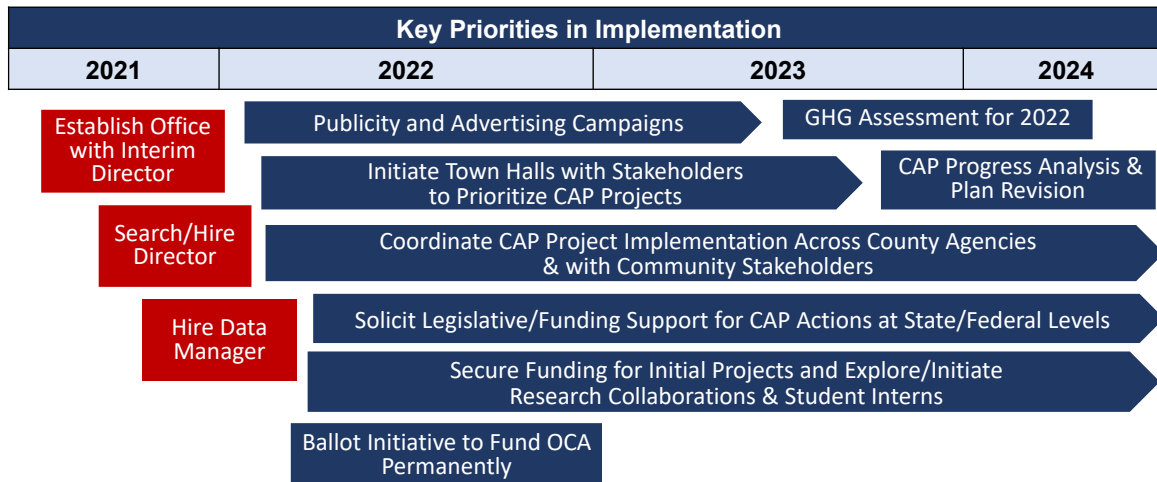 Key Priorities in Implementation
2021
2022
2023
2024
Establish Office
with Interim
Director
Publicity and Advertising Campaigns
GHG Assessment for 2022
Initiate Town Halls with Stakeholders
to Prioritize CAP Projects
CAP Progress Analysis &
Plan Revision
Search/Hire
Director
Coordinate CAP Project Implementation Across County Agencies
& with Community Stakeholders
Hire Data
Manager
Solicit Legislative/Funding Support for CAP Actions at State/Federal Levels
Secure Funding for Initial Projects and Explore/Initiate
Research Collaborations & Student Interns
Ballot Initiative to Fund OCA
Permanently